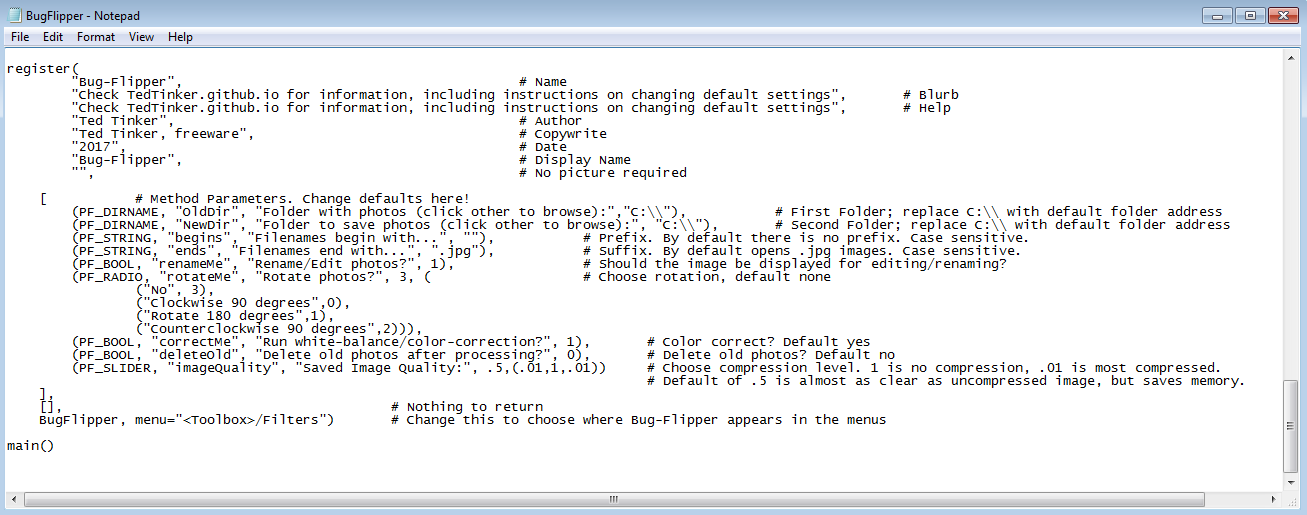 BugFlipper - Notepad
File Edit Format View Help
register(
"Bug-Flipper", # Name
"Check TedTinker.github.io for information, including instructions on changing default settings", # Blurb
"Check TedTinker.github.io for information, including instructions on changing default settings", # Help
"Ted Tinker", # Author
"Ted Tinker, freeware", # Copywrite
"2017", # Date
"Bug-Flipper", # Display Name
"", # No picture required
[ # Method Parameters. Change defaults here!
(PF_DIRNAME, "OldDir", "Folder with photos (click other to browse):","C:\\"), # First Folder; replace C:\\ with default folder address
(PF_DIRNAME, "NewDir", "Folder to save photos (click other to browse):", "C:\\"), # Second Folder; replace C:\\ with default folder address
(PF_STRING, "begins", "Filenames begin with...", ""), # Prefix. By default there is no prefix. Case sensitive.
(PF_STRING, "ends", "Filenames end with...", ".jpg"), # Suffix. By default opens .jpg images. Case sensitive.
(PF_BOOL, "renameMe", "Rename/Edit photos?", 1), # Should the image be displayed for editing/renaming?
(PF_RADIO, "rotateMe", "Rotate photos?", 3, ( # Choose rotation, default none
("No", 3),
("Clockwise 90 degrees",0),
("Rotate 180 degrees",1),
("Counterclockwise 90 degrees",2))),
(PF_BOOL, "correctMe", "Run white-balance/color-correction?", 1), # Color correct? Default yes
(PF_BOOL, "deleteOld", "Delete old photos after processing?", 0), # Delete old photos? Default no
(PF_SLIDER, "imageQuality", "Saved Image Quality:", .5,(.01,1,.01)) # Choose compression level. 1 is no compression, .01 is most compressed.
# Default of .5 is almost as clear as uncompressed image, but saves memory.
],
[], # Nothing to return
BugFlipper, menu="<Toolbox>/Filters") # Change this to choose where Bug-Flipper appears in the menus
main()